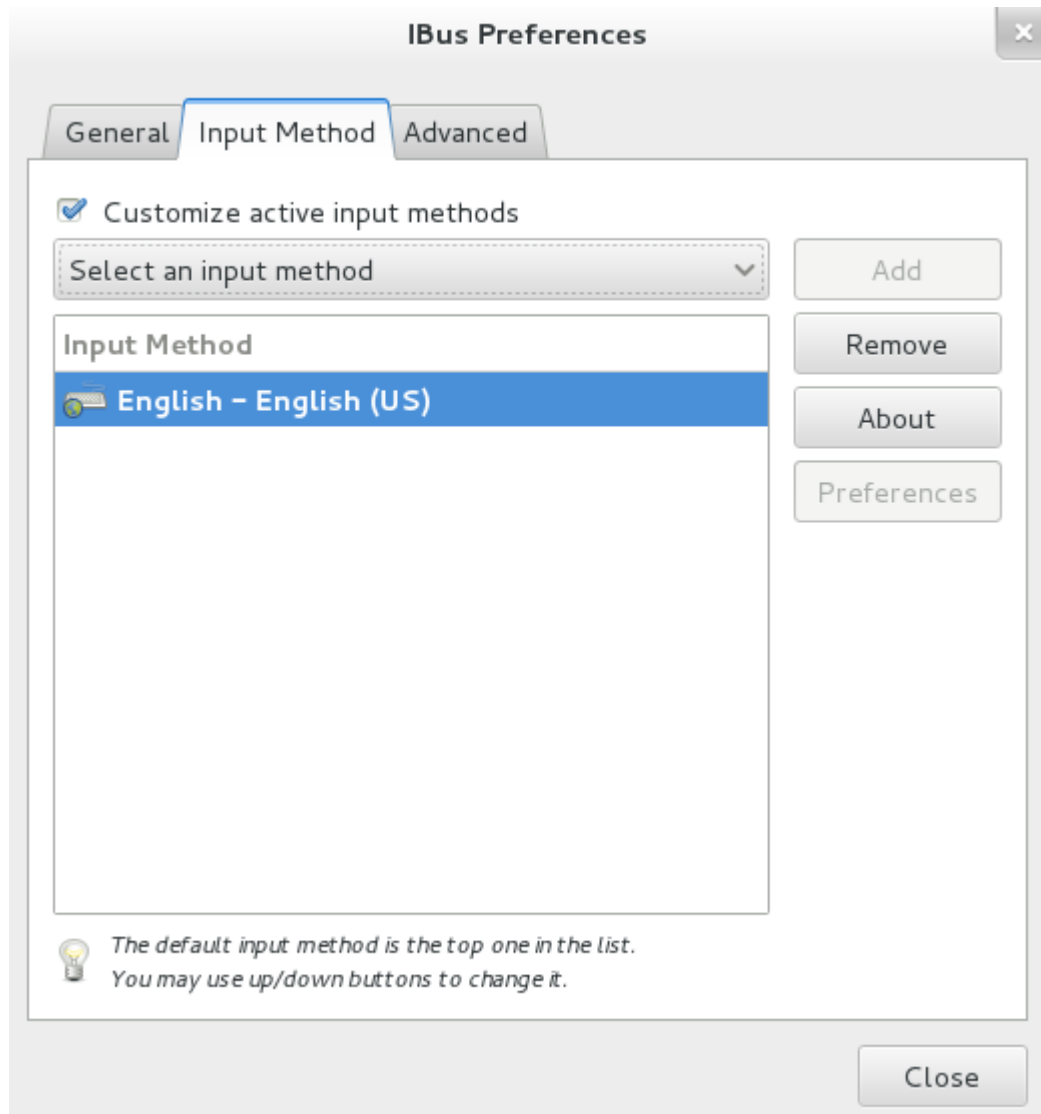 IBus Preferences
General
Input Method
Advanced
Customize active input methods
Select an input method
Add
Input Method
Remove
English - English (US)
About
Preferences
The default input method is the top one in the list.
You may use up/down buttons to change it.
Close